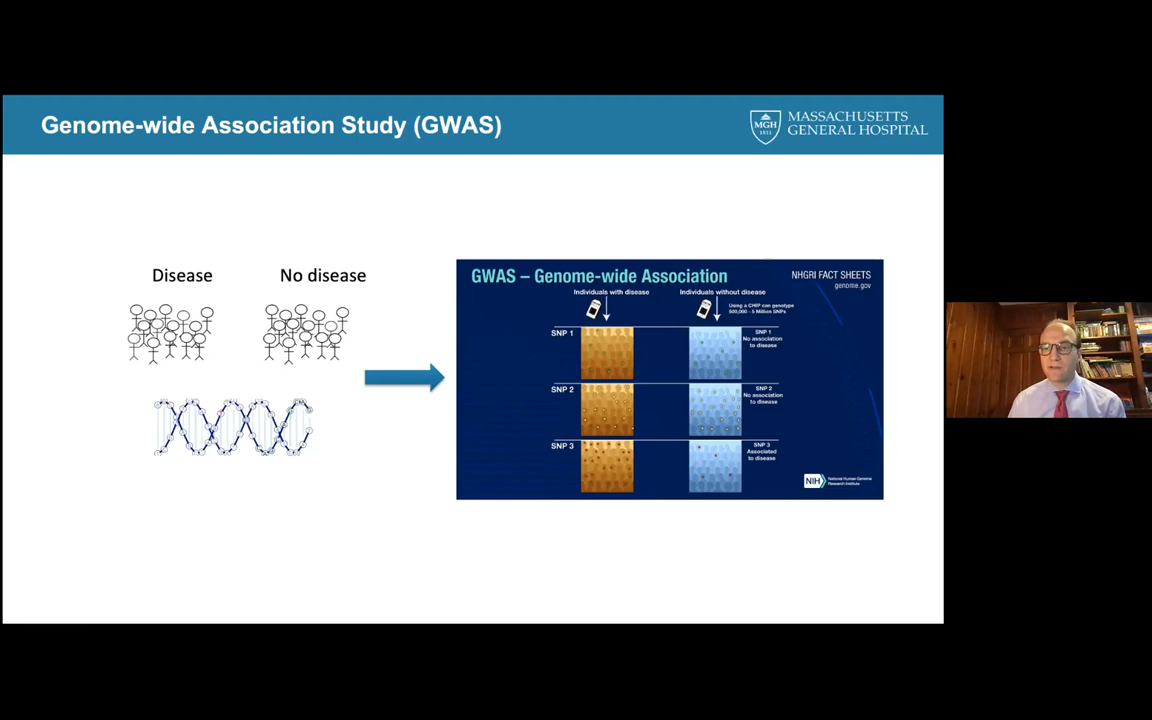 Genome-wide Association Study (GWAS)
MGH
1811
MASSACHUSETTS
GENERAL HOSPITAL
Disease
No disease
GWAS – Genome-wide Association
NHGRI FACT SHEETS
genome.gov
Individuals with disease
Individuals without disease
Using a CHIP can genotype
500,000 - 5 Million SNPs
SNP 1
SNP 1
No association
to disease
SNP 2
SNP 2
No association
to disease
SNP 3
SNP 3
Associated
to disease
NIH
National Human Genome
Research Institute